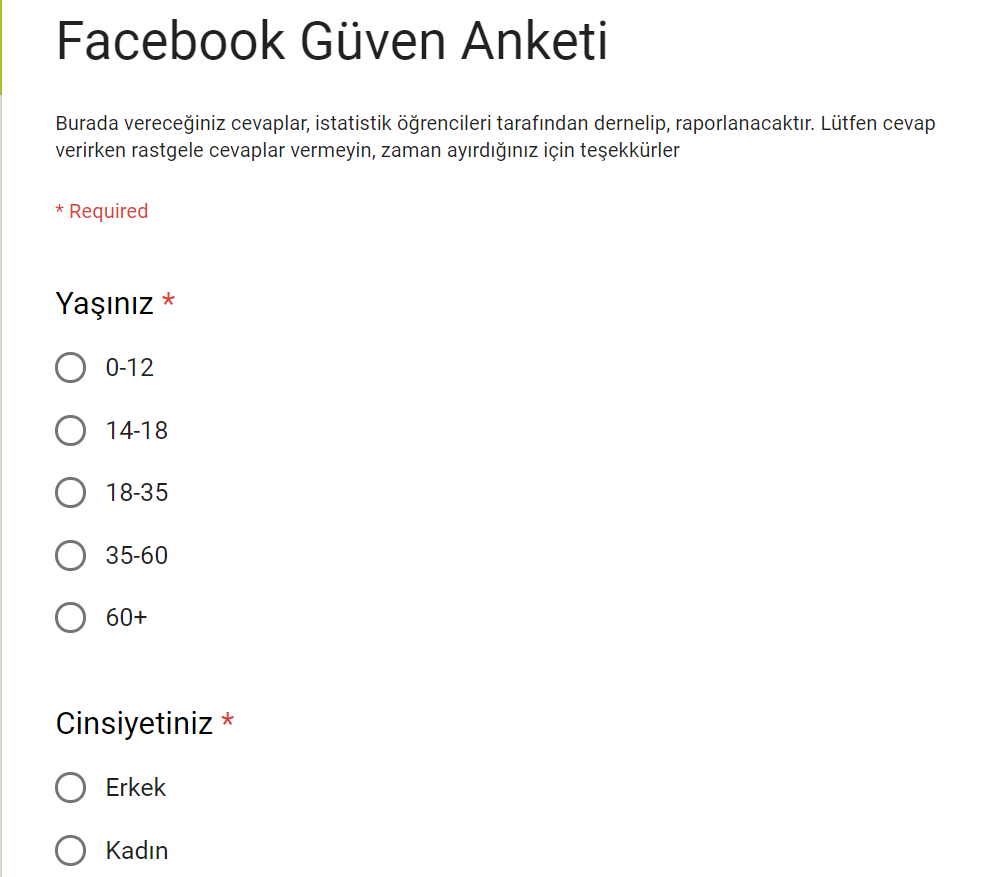 Facebook Güven Anketi
Burada vereceğiniz cevaplar, istatistik öğrencileri tarafından dernelip, raporlanacaktır. Lütfen cevap
verirken rastgele cevaplar vermeyin, zaman ayırdığınız için teşekkürler
* Required
Yaşınız *
0-12
14-18
18-35
35-60
60+
Cinsiyetiniz *
Erkek
Kadın